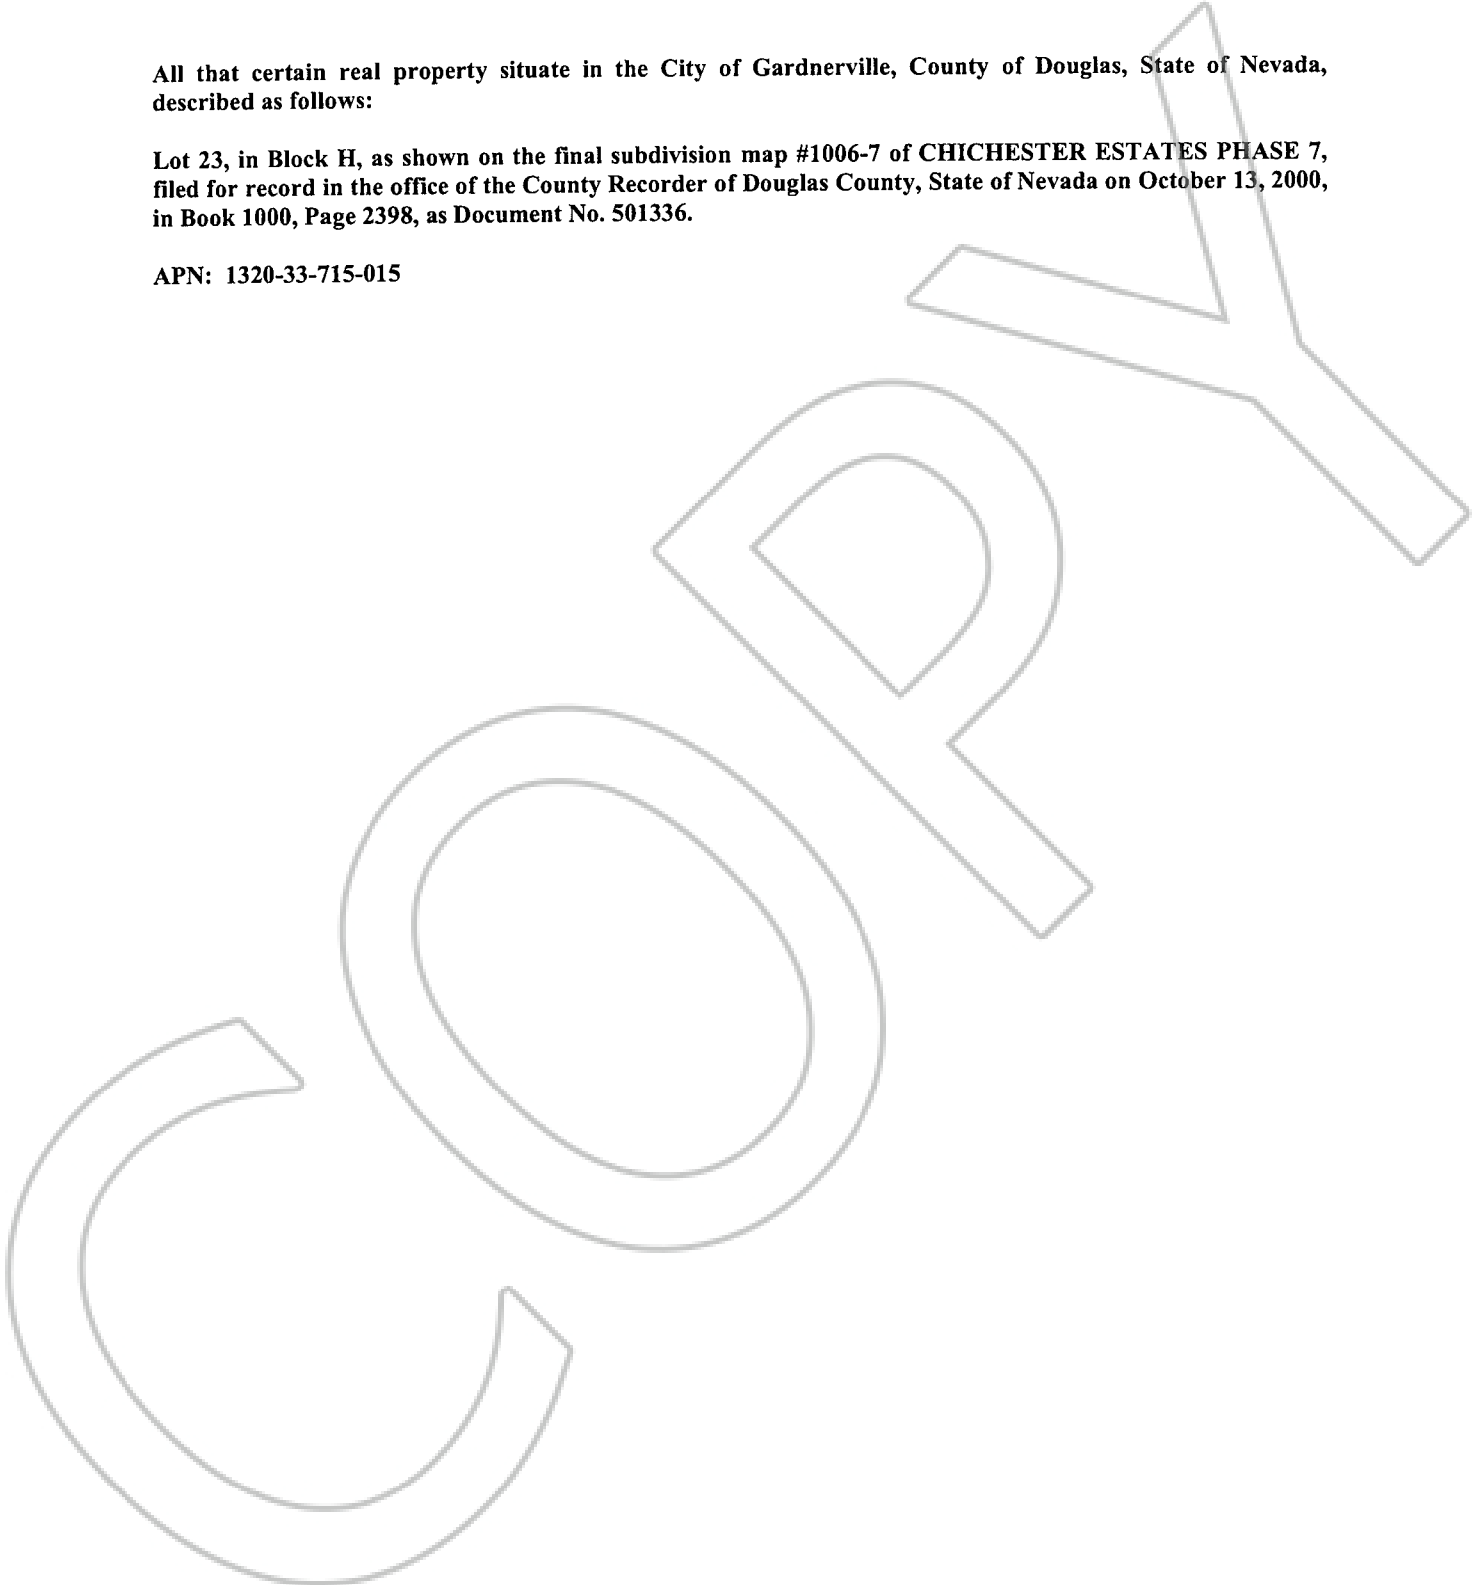 All that certain real property situate in the City of Gardnerville, County of Douglas, State of Nevada,
described as follows:
Lot 23, in Block H, as shown on the final subdivision map #1006-7 of CHICHESTER ESTATES PHASE 7,
filed for record in the office of the County Recorder of Douglas County, State of Nevada on October 13, 2000,
in Book 1000, Page 2398, as Document No. 501336.
APN: 1320-33-715-015
COPY